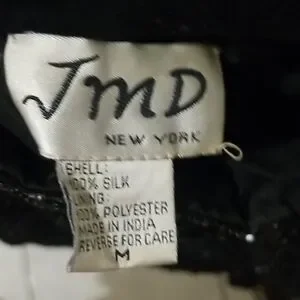 JMD
NEW YORK
SHELL:
100% SILK
LINING:
100% POLYESTER
MADE IN INDIA
REVERSE FOR CARE
M